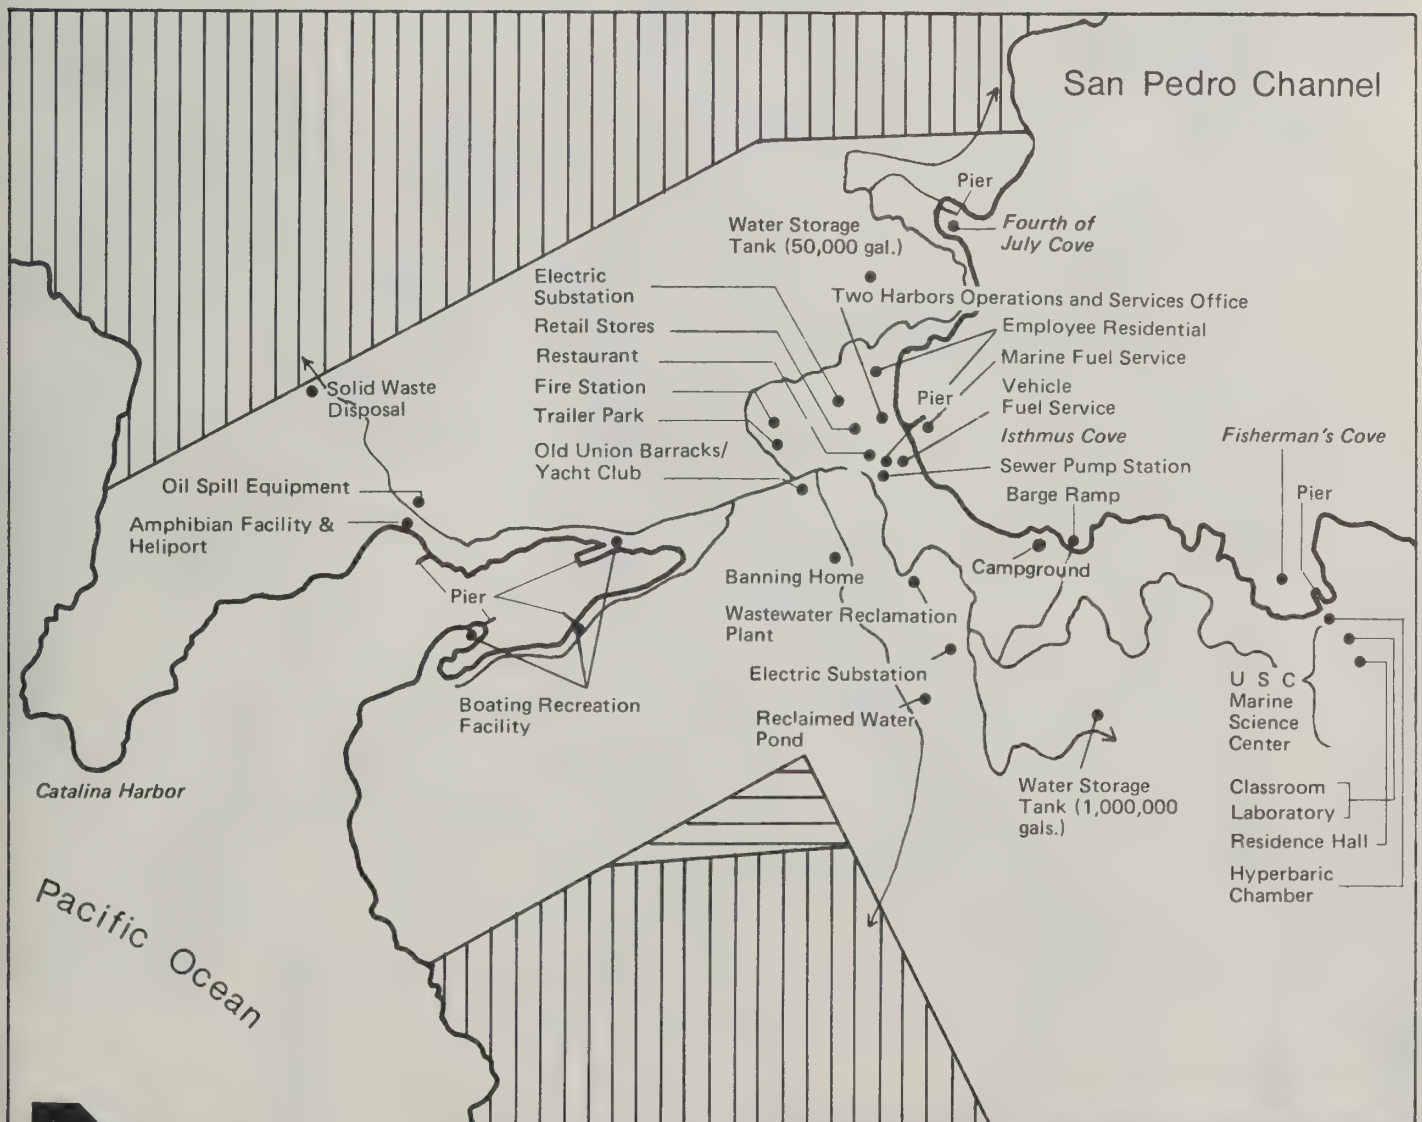 San Pedro Channel
Pier
Fourth of
July Cove
Water Storage
Tank (50,000 gal.)
Electric
Substation
Two Harbors Operations and Services Office
Retail Stores
Employee Residential
Restaurant
Marine Fuel Service
Fire Station
Vehicle
Fuel Service
Pier
Trailer Park
Isthmus Cove
Fisherman's Cove
Old Union Barracks/
Yacht Club
Sewer Pump Station
Solid Waste
Disposal
Oil Spill Equipment
Barge Ramp
Pier
Amphibian Facility &
Heliport
Campground
Banning Home
Pier
Wastewater Reclamation
Plant
Electric Substation
Boating Recreation
Facility
Reclaimed Water
Pond
U S C
Marine
Science
Center
Catalina Harbor
Water Storage
Tank (1,000,000
gals.)
Classroom
Laboratory
Residence Hall
Hyperbaric
Chamber
Pacific Ocean